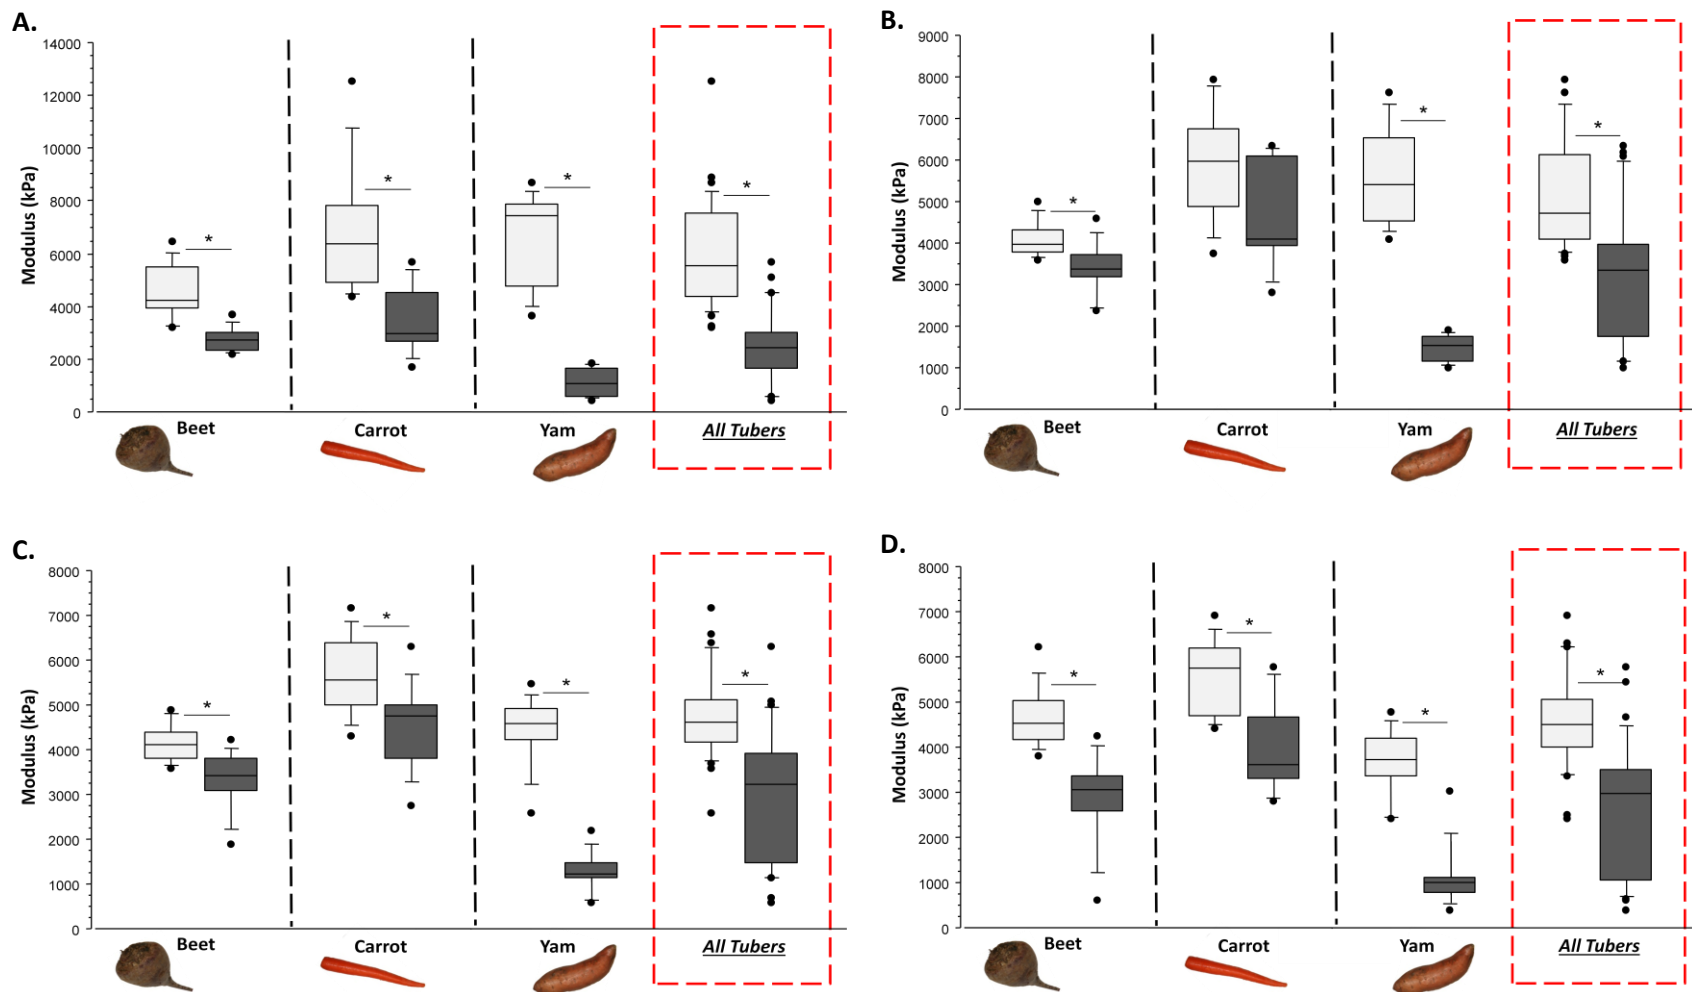 A.
Modulus (kPa)
14000
12000
10000
8000
6000
4000
2000
0
*
*
*
*
Beet
Carrot
Yam
All Tubers
B.
Modulus (kPa)
9000
8000
7000
6000
5000
4000
3000
2000
1000
0
*
*
*
Beet
Carrot
Yam
All Tubers
C.
Modulus (kPa)
8000
7000
6000
5000
4000
3000
2000
1000
0
*
*
*
*
Beet
Carrot
Yam
All Tubers
D.
Modulus (kPa)
8000
7000
6000
5000
4000
3000
2000
1000
0
*
*
*
*
Beet
Carrot
Yam
All Tubers